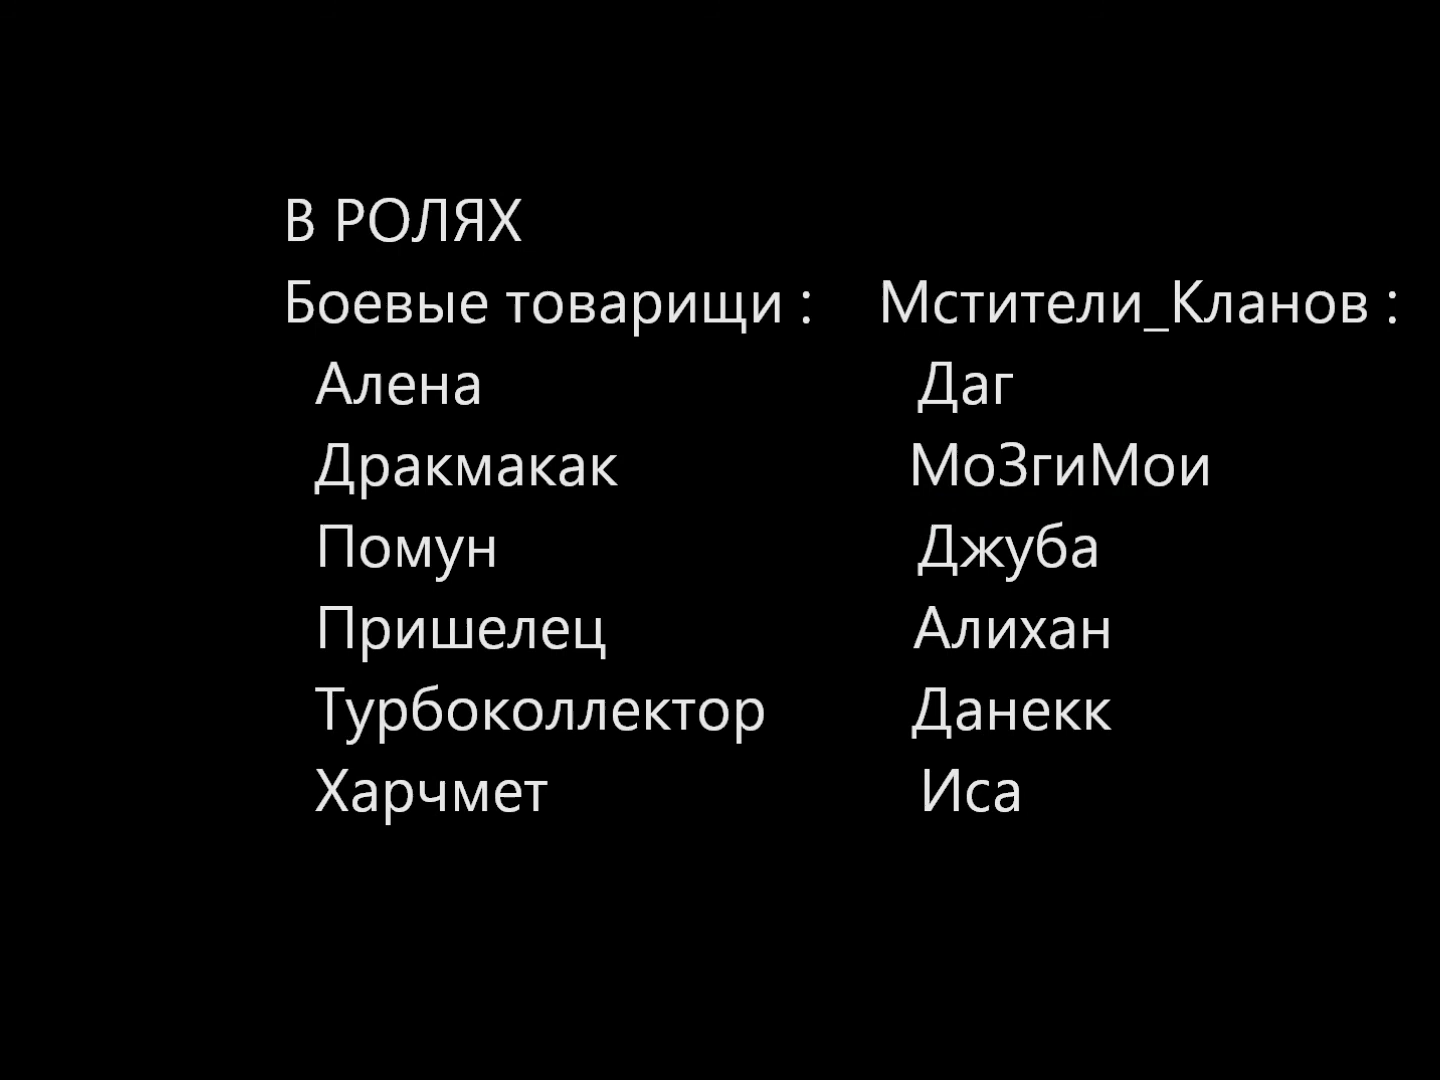 В РОЛЯХ
Боевые товарищи : Мстители_Кланов :
Алена Даг
Дракмакак МоЗгиМои
Помун Джуба
Пришелец Алихан
Турбоколлектор Данекк
Харчмет Иса